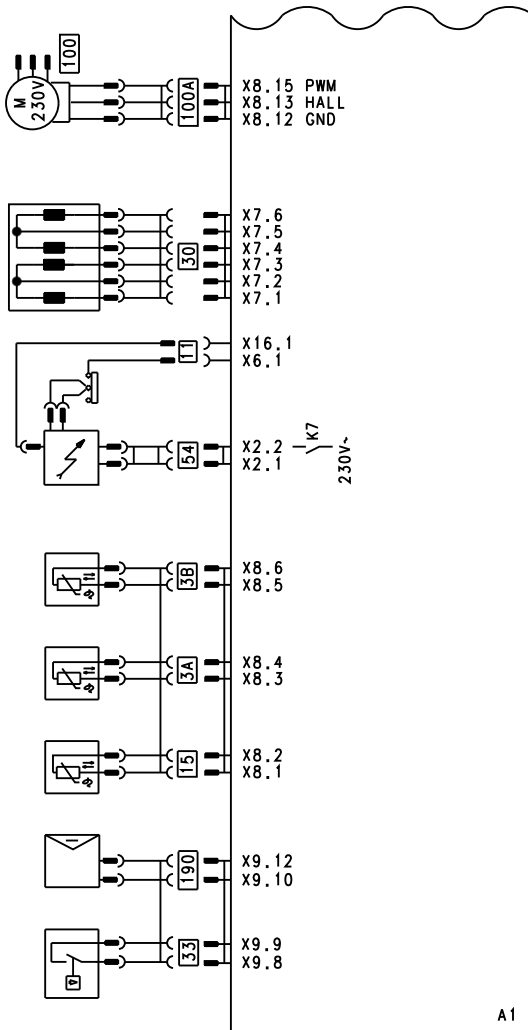 100
M
230V
100A
X8.15 PWM
X8.13 HALL
X8.12 GND
30
X7.6
X7.5
X7.4
X7.3
X7.2
X7.1
11
X16.1
X6.1
54
X2.2
X2.1
K7
230V~
3B
X8.6
X8.5
3A
X8.4
X8.3
15
X8.2
X8.1
190
X9.12
X9.10
33
X9.9
X9.8
A1